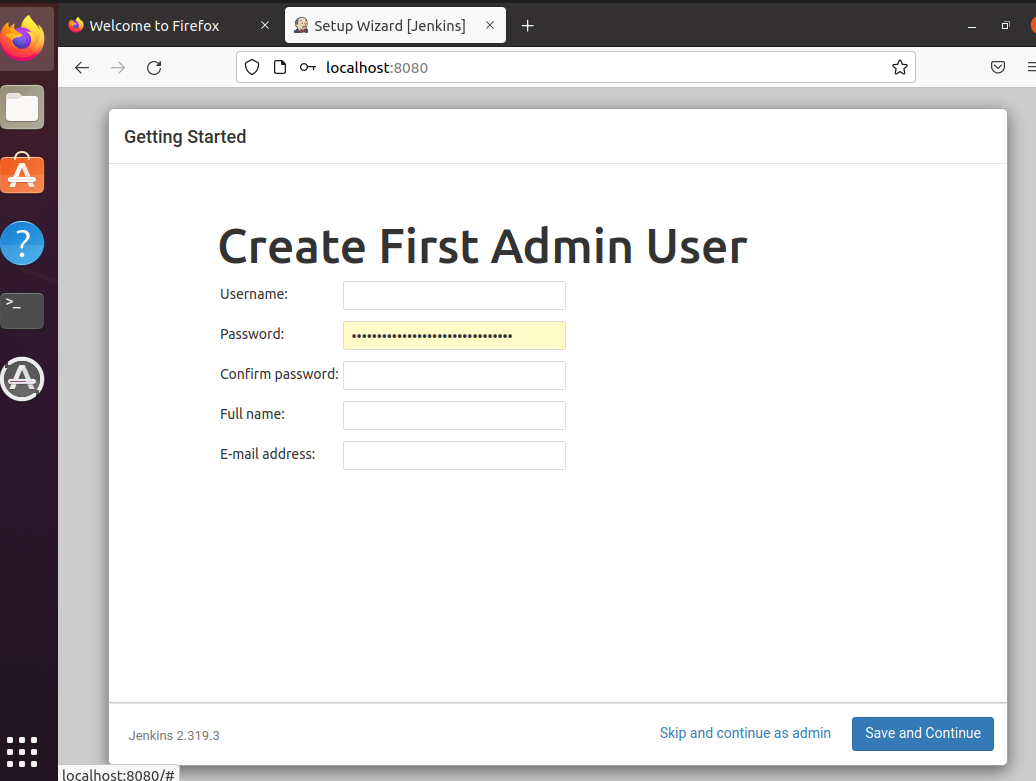 Welcome to Firefox
Setup Wizard [Jenkins]
localhost:8080
Getting Started
Create First Admin User
Username:
Password:
••••••••••••••••••••••••••••••••
Confirm password:
Full name:
E-mail address:
Jenkins 2.319.3
Skip and continue as admin
Save and Continue
localhost:8080/#